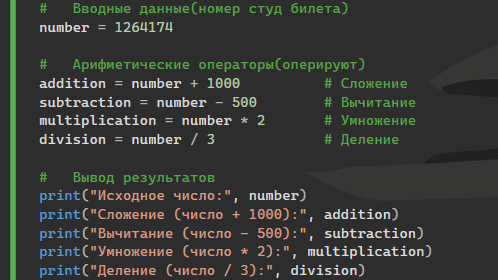 #   Вводные данные(номер студ билета)
number = 1264174
#   Арифметические операторы(оперируют)
addition = number + 1000          # Сложение
subtraction = number - 500        # Вычитание
multiplication = number * 2       # Умножение
division = number / 3             # Деление
#   Вывод результатов
print("Исходное число:", number)
print("Сложение (число + 1000):", addition)
print("Вычитание (число - 500):", subtraction)
print("Умножение (число * 2):", multiplication)
print("Деление (число / 3):", division)